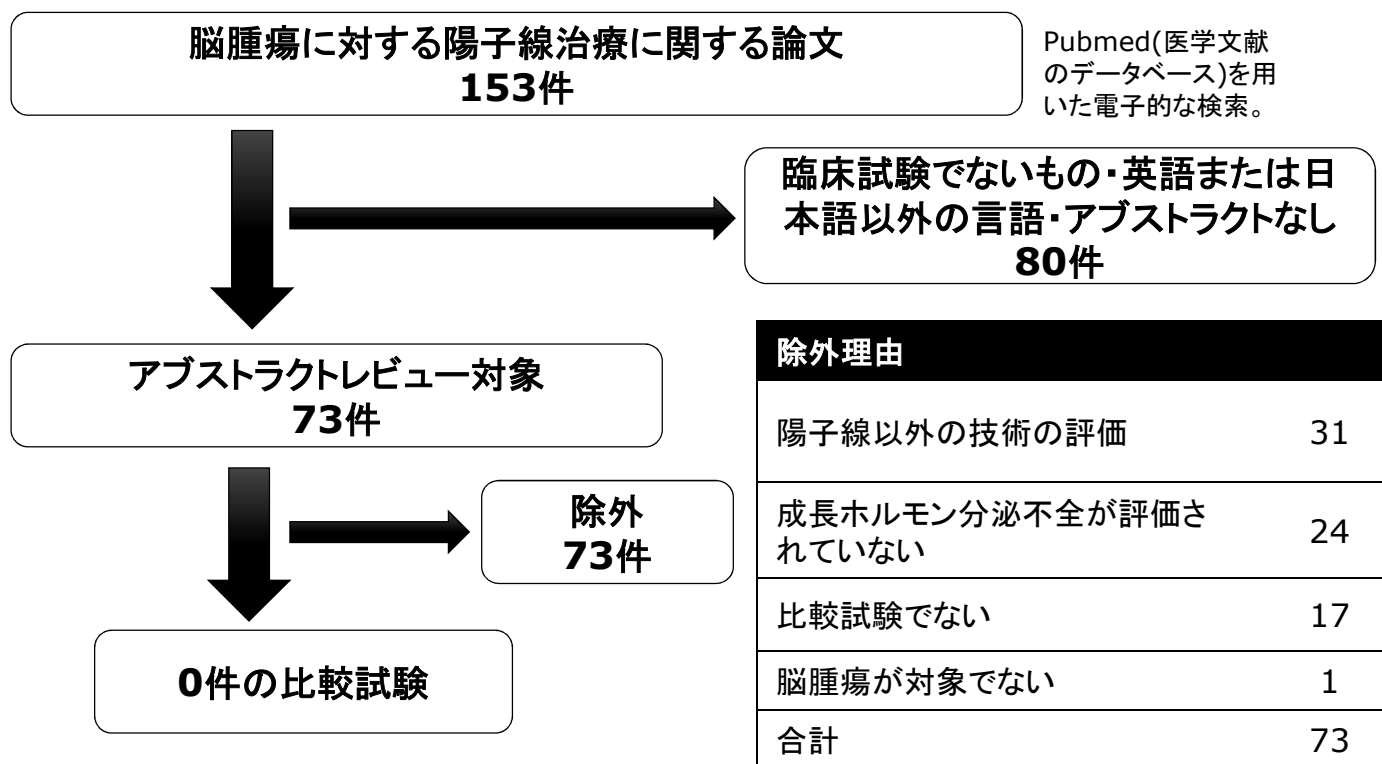 脳腫瘍に対する陽子線治療に関する論文
153件
Pubmed(医学文献
のデータベース)を用
いた電子的な検索。
臨床試験でないもの・英語または日
本語以外の言語・アブストラクトなし
80件
アブストラクトレビュー対象
73件
除外
73件
0件の比較試験
除外理由
陽子線以外の技術の評価 31
成長ホルモン分泌不全が評価さ
れていない 24
比較試験でない 17
脳腫瘍が対象でない 1
合計 73